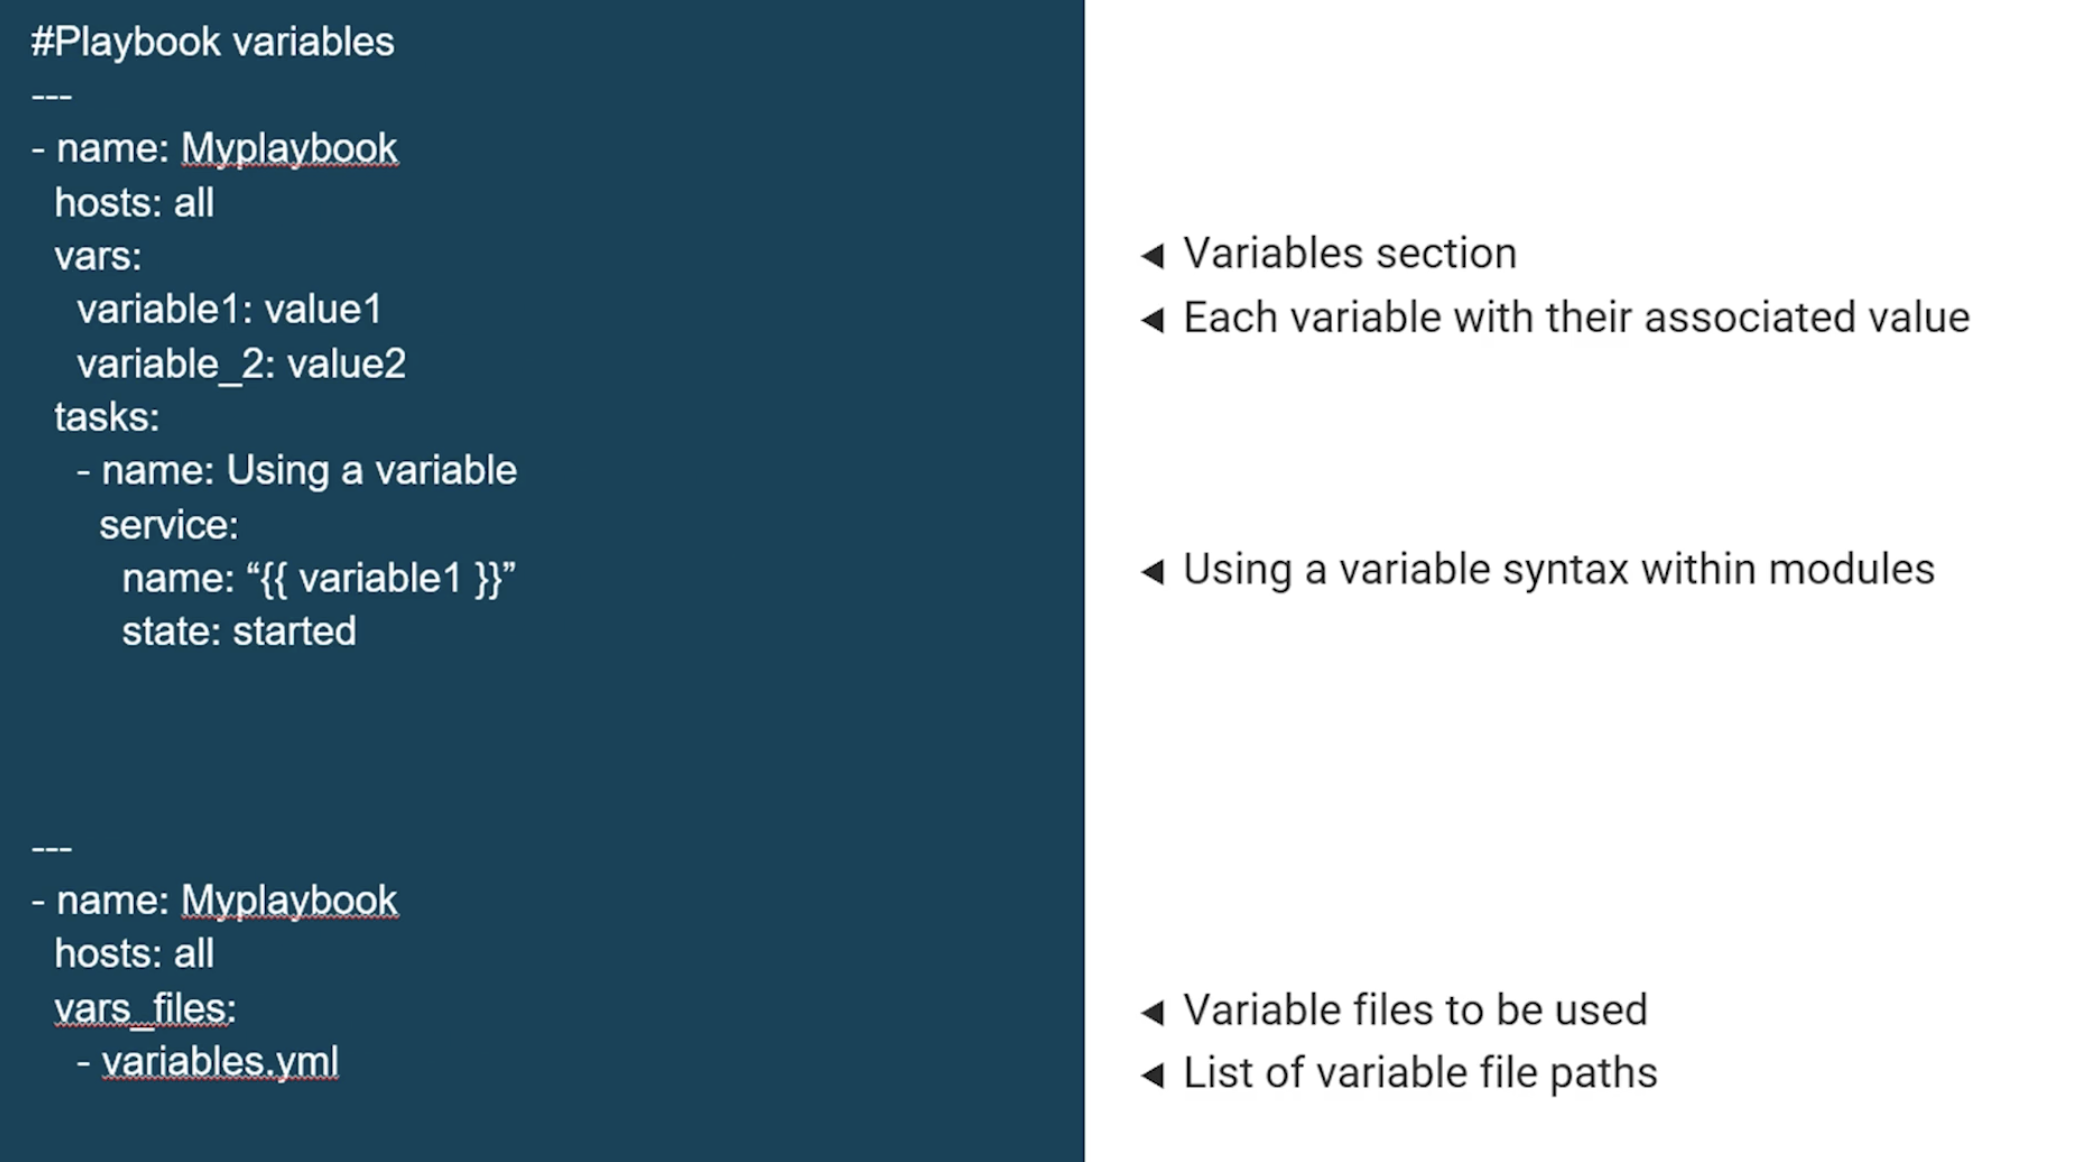 #Playbook variables
---
- name: Myplaybook
hosts: all
vars:
◄ Variables section
variable1: value1
◄ Each variable with their associated value
variable_2: value2
tasks:
- name: Using a variable
service:
name: “{{ variable1 }}”
◄ Using a variable syntax within modules
state: started
---
- name: Myplaybook
hosts: all
vars_files:
◄ Variable files to be used
- variables.yml
◄ List of variable file paths